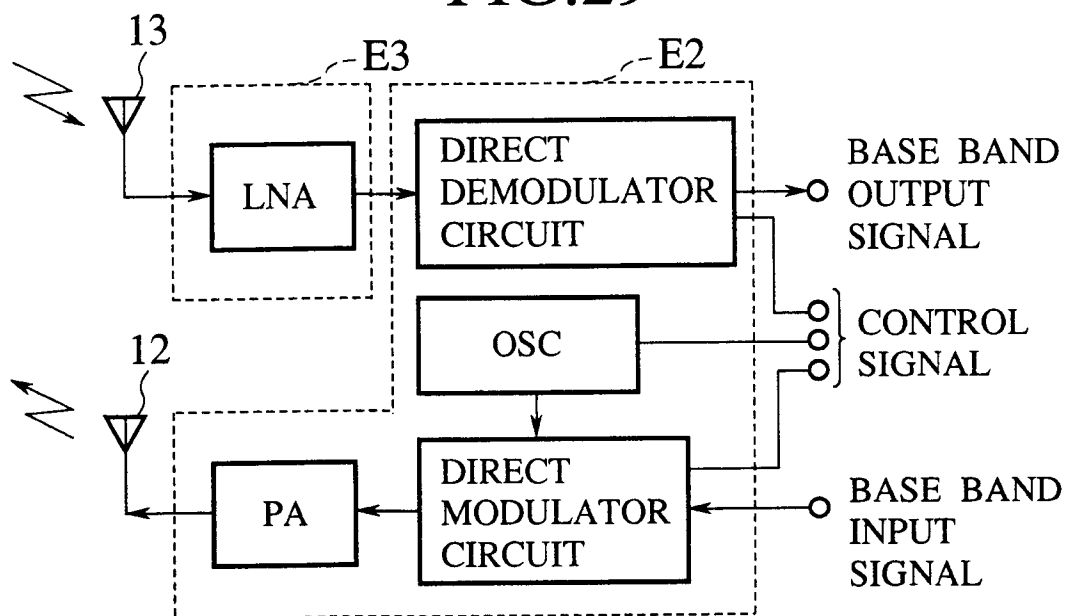 FIG.29
13
E3
E2
LNA
DIRECT
DEMODULATOR
CIRCUIT
BASE BAND
OUTPUT
SIGNAL
OSC
CONTROL
SIGNAL
12
PA
DIRECT
MODULATOR
CIRCUIT
BASE BAND
INPUT
SIGNAL